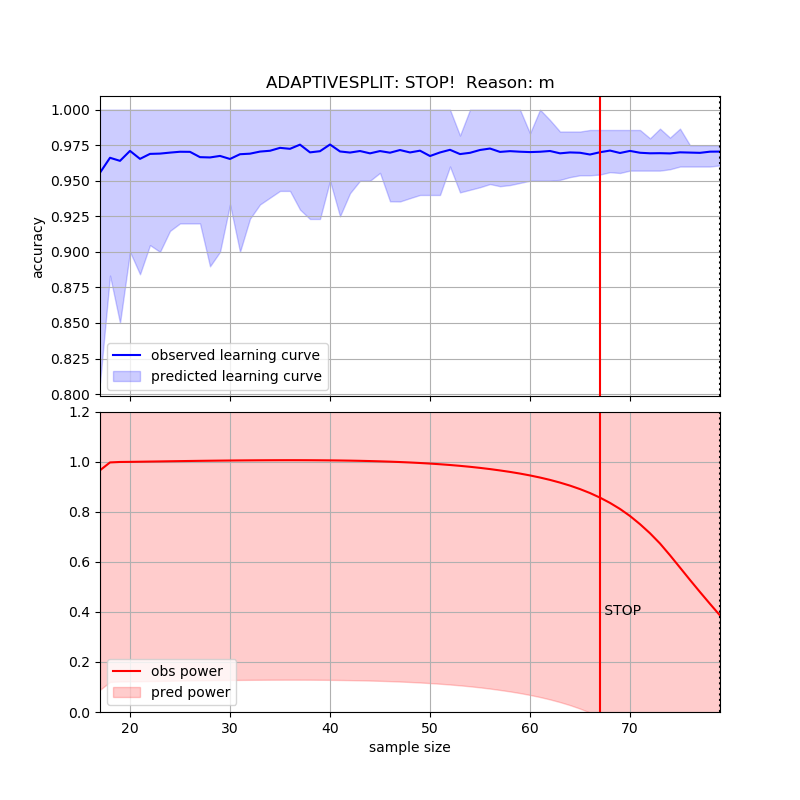 ADAPTIVESPLIT: STOP!  Reason: m
1.000
0.975
0.950
0.925
0.900
0.875
0.850
0.825
0.800
accuracy
observed learning curve
predicted learning curve
1.2
1.0
0.8
0.6
0.4
0.2
0.0
STOP
obs power
pred power
20 30 40 50 60 70
sample size